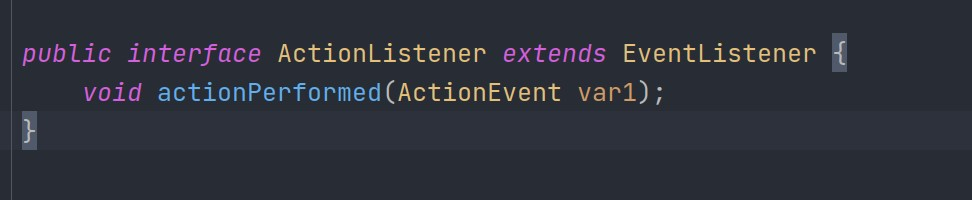 public interface ActionListener extends EventListener {
    void actionPerformed(ActionEvent var1);
}